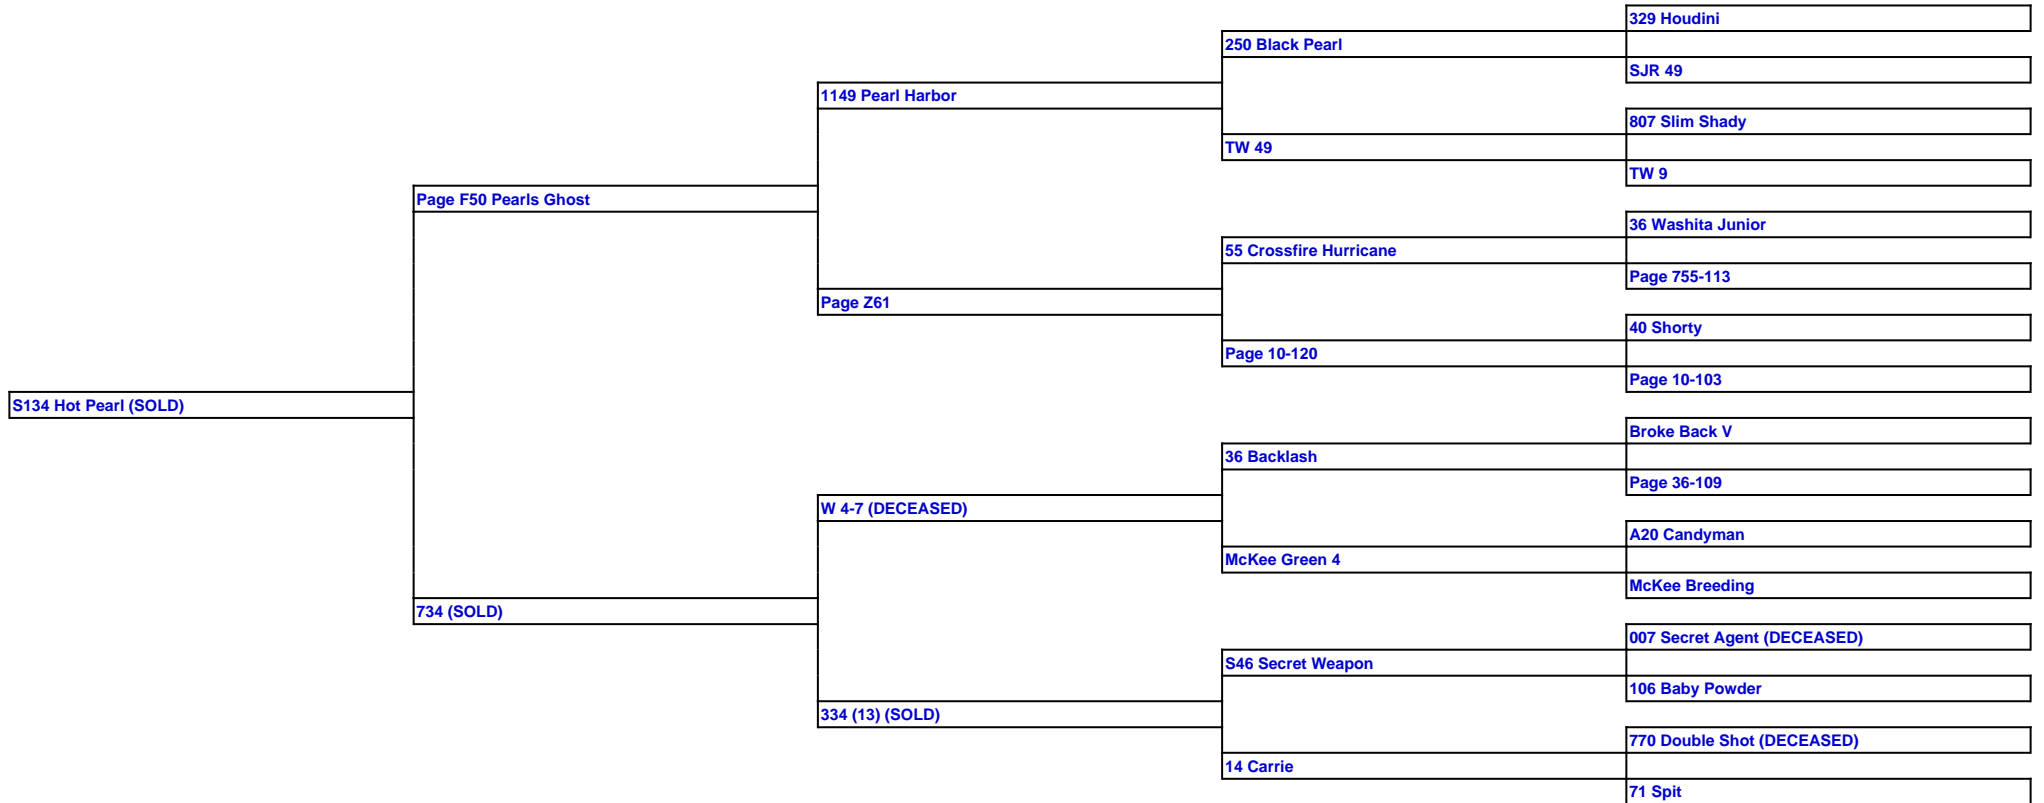 329 Houdini
250 Black Pearl
SJR 49
1149 Pearl Harbor
807 Slim Shady
TW 49
TW 9
Page F50 Pearls Ghost
36 Washita Junior
55 Crossfire Hurricane
Page 755-113
Page Z61
40 Shorty
Page 10-120
Page 10-103
S134 Hot Pearl (SOLD)
Broke Back V
36 Backlash
Page 36-109
W 4-7 (DECEASED)
A20 Candyman
McKee Green 4
McKee Breeding
734 (SOLD)
007 Secret Agent (DECEASED)
S46 Secret Weapon
106 Baby Powder
334 (13) (SOLD)
770 Double Shot (DECEASED)
14 Carrie
71 Spit